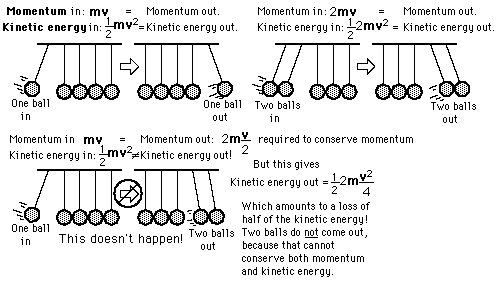 Momentum in: mv = Momentum out.
Kinetic energy in: 1/2 mv² = Kinetic energy out.
One ball in
One ball out
Momentum in: 2mv = Momentum out.
Kinetic energy in: 1/2 2mv² = Kinetic energy out.
Two balls in
Two balls out
Momentum in mv = Momentum out: 2m v/2 required to conserve momentum
Kinetic energy in: 1/2 mv² ≠ Kinetic energy out!
But this gives
Kinetic energy out = 1/2 2m v²/4
One ball in
This doesn't happen!
Two balls out
Which amounts to a loss of
half of the kinetic energy!
Two balls do not come out,
because that cannot
conserve both momentum
and kinetic energy.